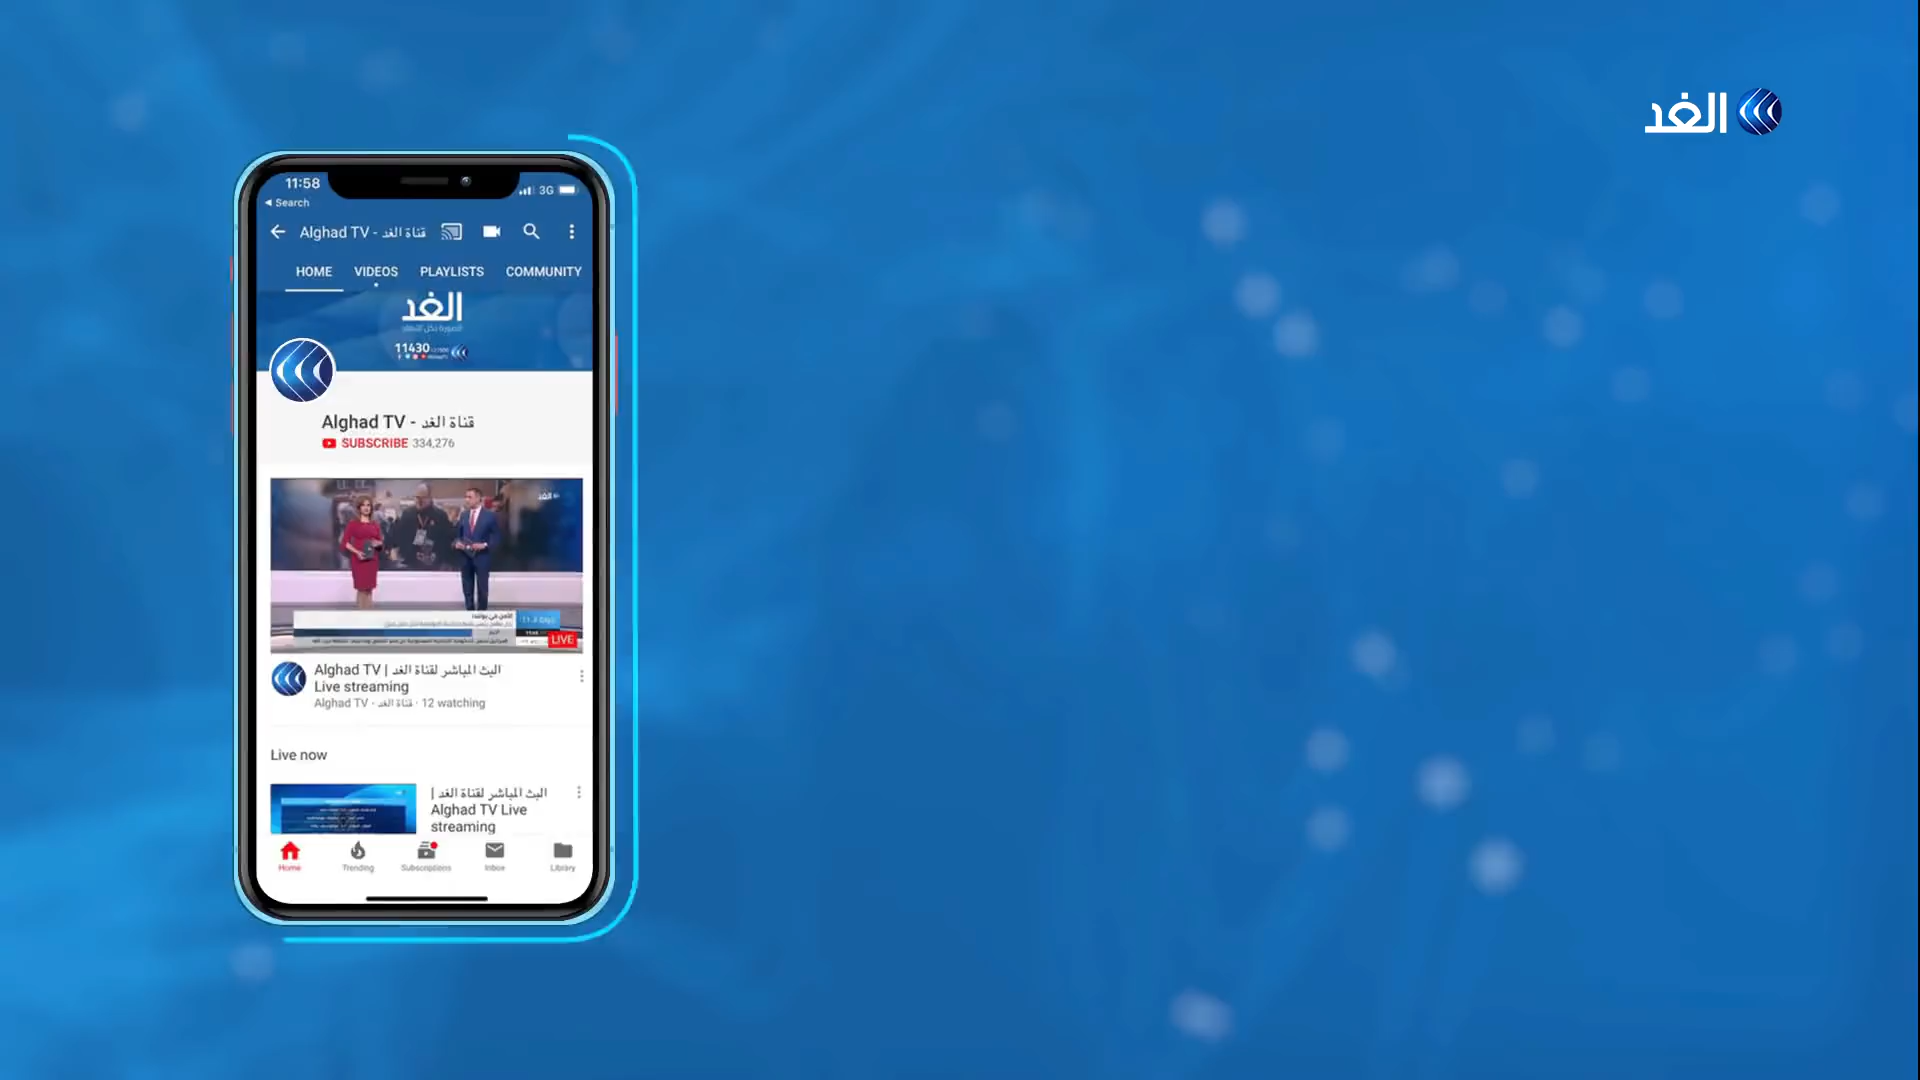 الغد
11:58
3G
Search
Alghad TV - قناة الغد
HOME VIDEOS PLAYLISTS COMMUNITY
الغد
11430
Alghad TV - قناة الغد
SUBSCRIBE 334,276
الغد
LIVE
Alghad TV | البث المباشر لقناة الغد
Live streaming
Alghad TV - قناة الغد · 12 watching
Live now
البث المباشر لقناة الغد |
Alghad TV Live
streaming
Home Trending Subscriptions Inbox Library